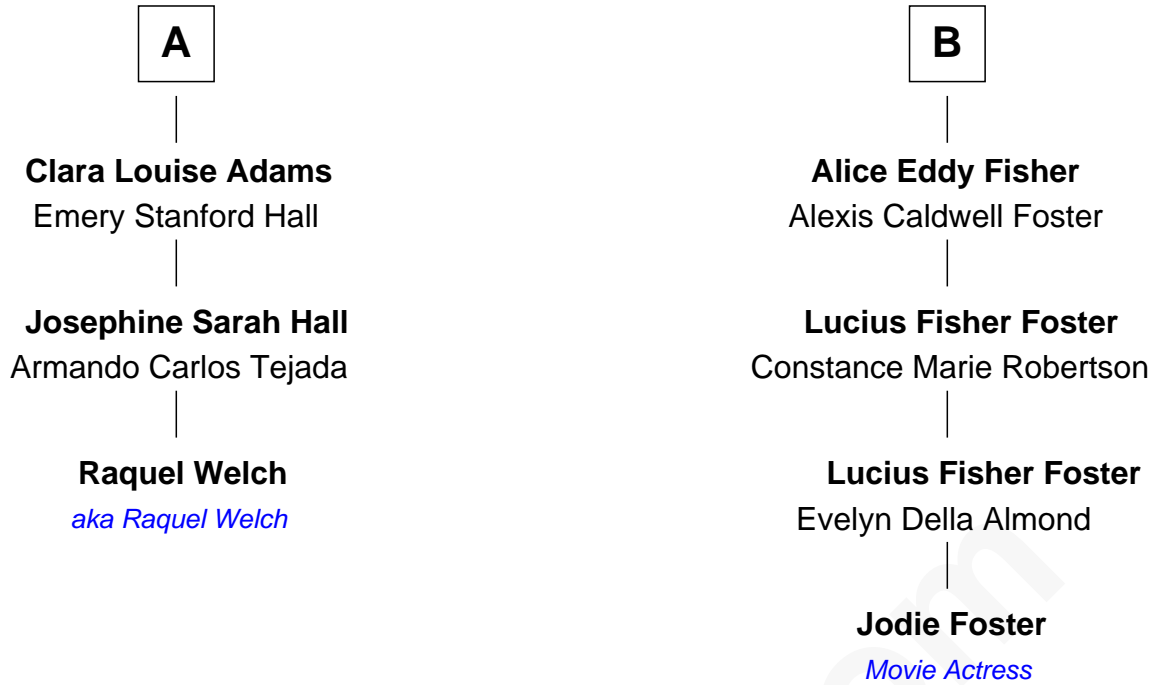 A
Clara Louise Adams
Emery Stanford Hall
Josephine Sarah Hall
Armando Carlos Tejada
Raquel Welch
aka Raquel Welch
B
Alice Eddy Fisher
Alexis Caldwell Foster
Lucius Fisher Foster
Constance Marie Robertson
Lucius Fisher Foster
Evelyn Della Almond
Jodie Foster
Movie Actress